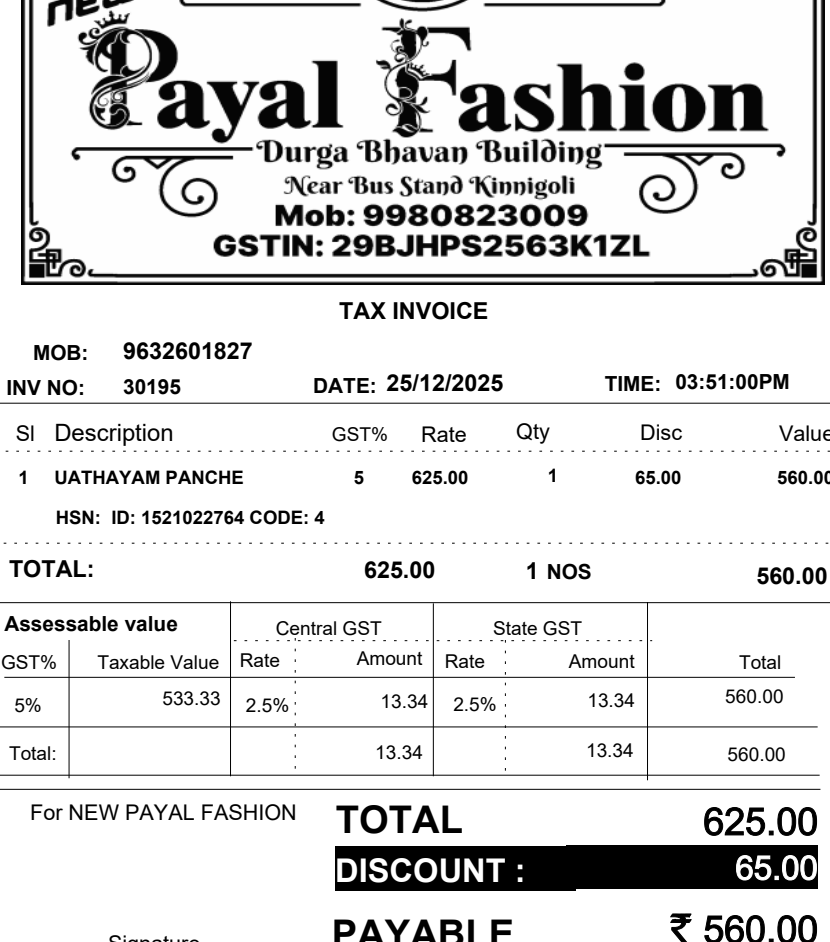 new
Payal Fashion
Durga Bhavan Building
Near Bus Stand Kinnigoli
Mob: 9980823009
GSTIN: 29BJHPS2563K1ZL
TAX INVOICE
MOB: 9632601827
INV NO: 30195 DATE: 25/12/2025 TIME: 03:51:00PM
Sl Description GST% Rate Qty Disc Value
1 UATHAYAM PANCHE 5 625.00 1 65.00 560.00
HSN: ID: 1521022764 CODE: 4
TOTAL: 625.00 1 NOS 560.00
Assessable value Central GST State GST
GST% Taxable Value Rate Amount Rate Amount Total
5% 533.33 2.5% 13.34 2.5% 13.34 560.00
Total: 13.34 13.34 560.00
For NEW PAYAL FASHION TOTAL 625.00
DISCOUNT : 65.00
Signature PAYABLE ₹ 560.00